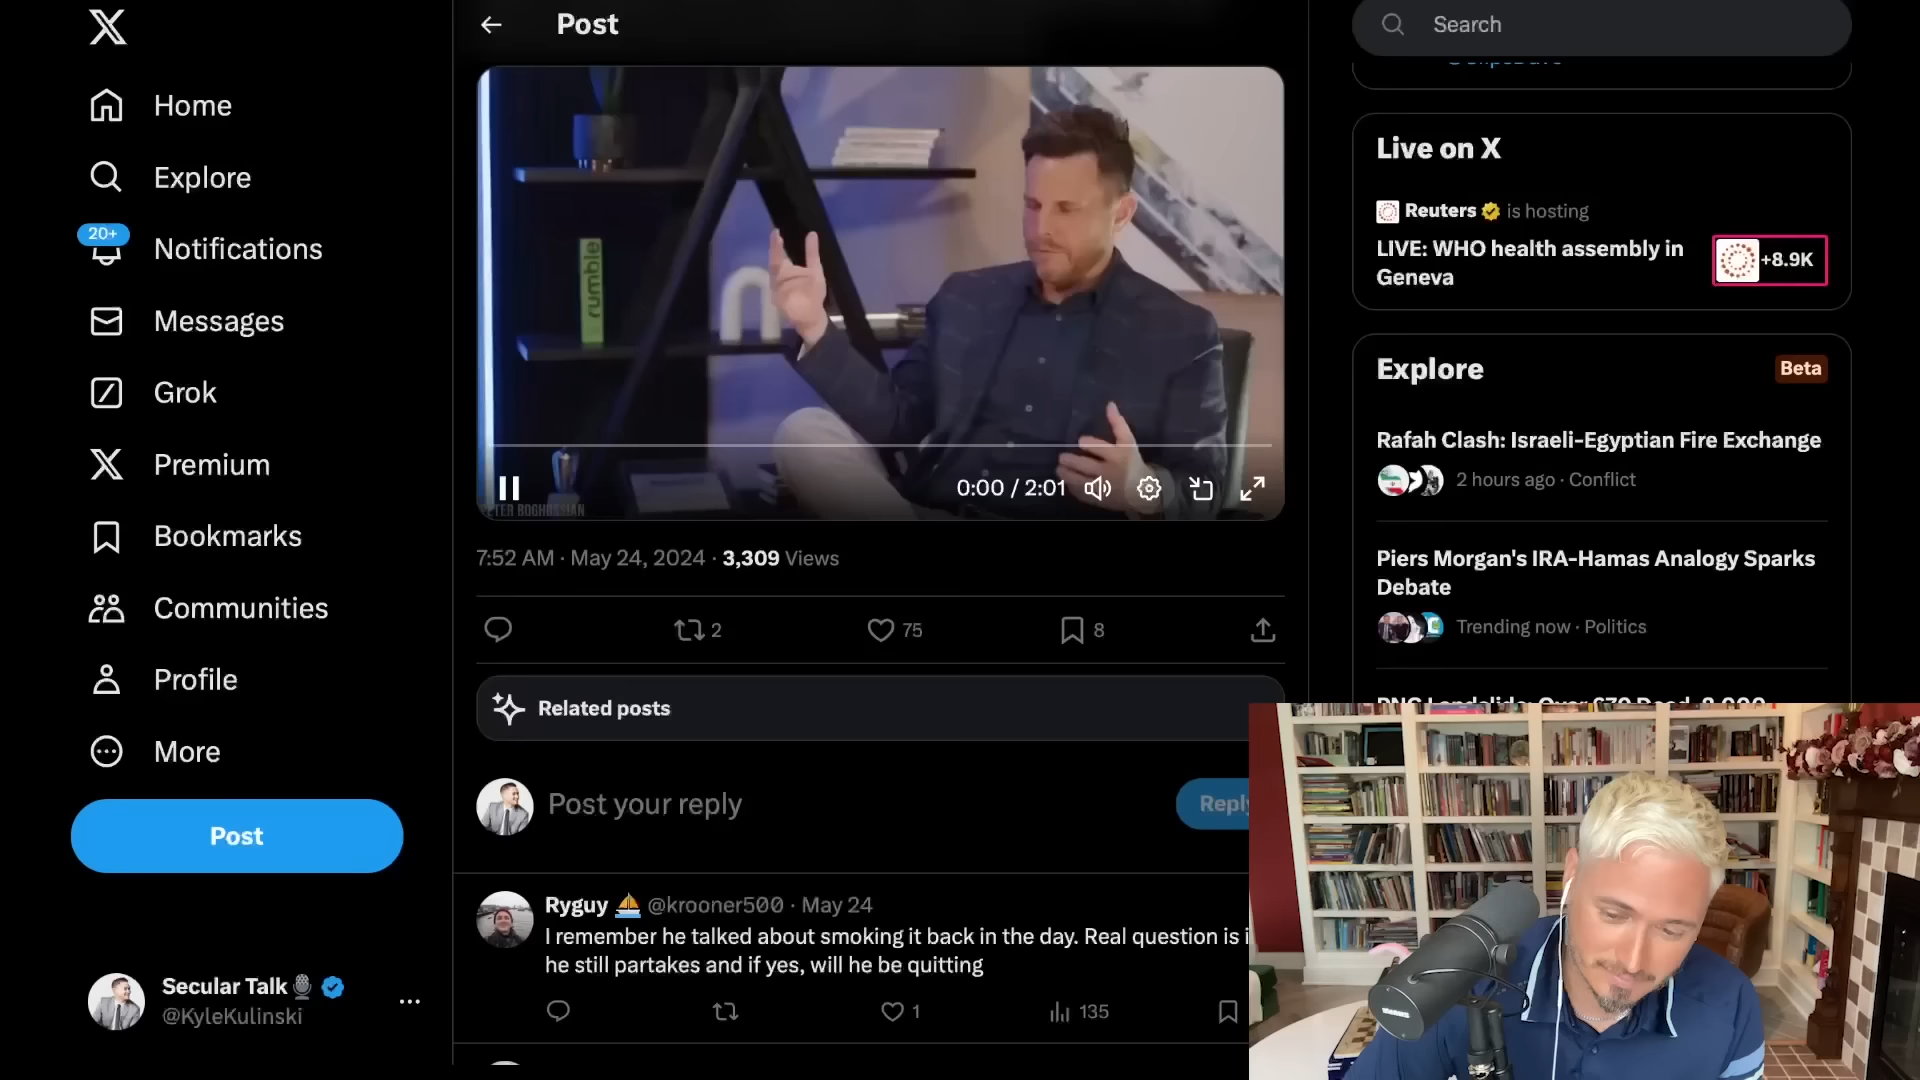 Home
Explore
20+
Notifications
Messages
Grok
Premium
Bookmarks
Communities
Profile
More
Post
Secular Talk
@KyleKulinski
Post
rumble
0:00 / 2:01
PETER BOGHOSSIAN
7:52 AM · May 24, 2024 · 3,309 Views
2
75
8
Related posts
Post your reply
Ryguy @krooner500 · May 24
I remember he talked about smoking it back in the day. Real question is
he still partakes and if yes, will he be quitting
1
135
Search
Live on X
Reuters is hosting
LIVE: WHO health assembly in
Geneva
+8.9K
Explore
Beta
Rafah Clash: Israeli-Egyptian Fire Exchange
2 hours ago · Conflict
Piers Morgan's IRA-Hamas Analogy Sparks
Debate
Trending now · Politics